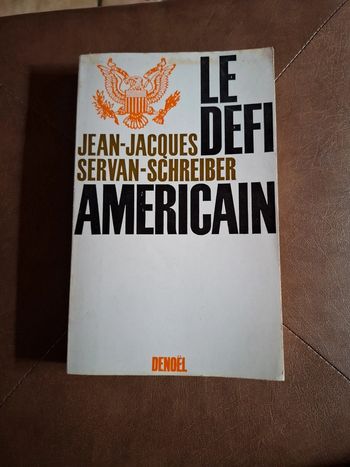 LE
JEAN-JACQUES DEFI
SERVAN-SCHREIBER
AMERICAIN
DENOËL